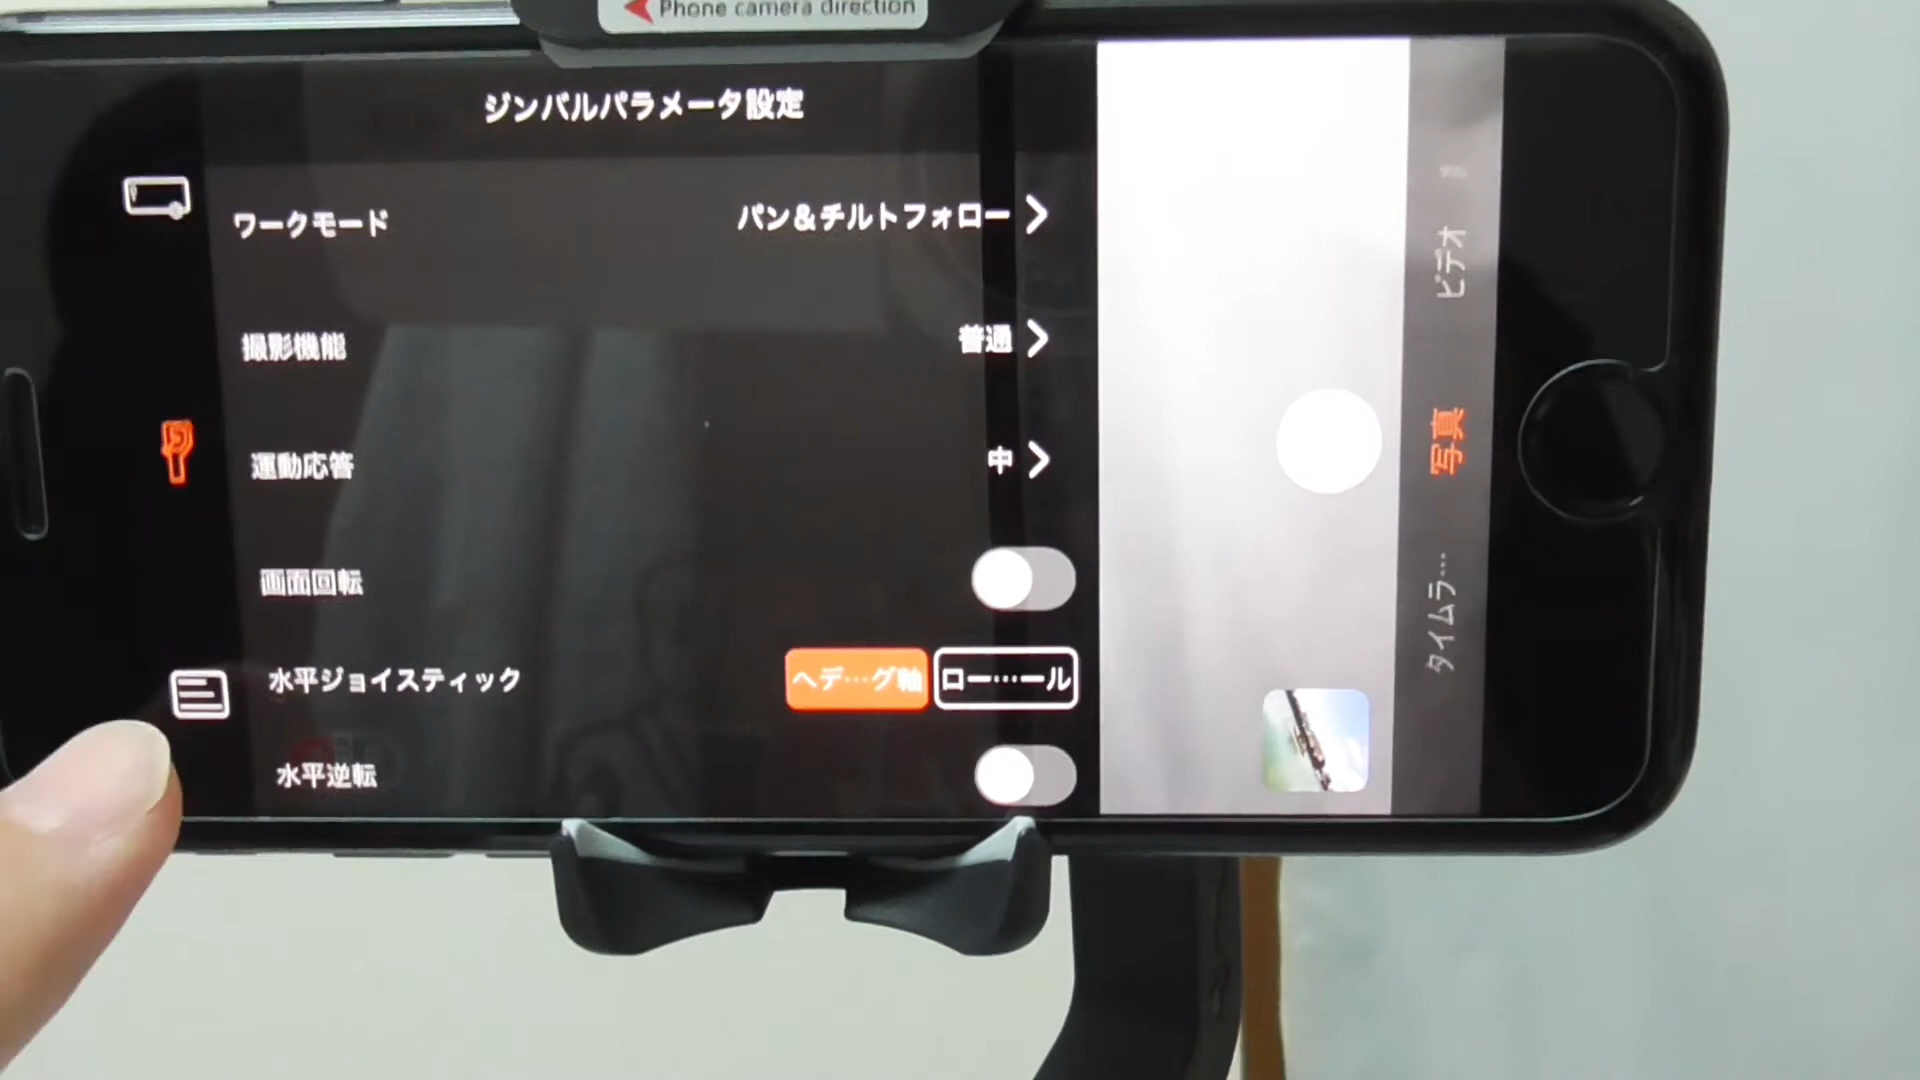 Phone camera direction
ジンバルパラメータ設定
ワークモード
パン＆チルトフォロー
撮影機能
普通
運動応答
中
画面回転
水平ジョイスティック
ヘデ…グ軸
ロー…ール
水平逆転
ビデオ
写真
タイムラ…